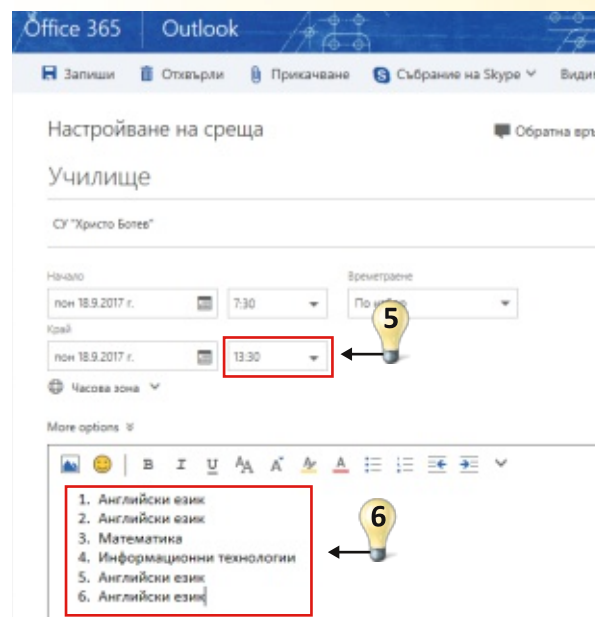 Office 365 Outlook
Запиши Отхвърли Прикачване Събрание на Skype
Настройване на среща Обратна
Училище
СУ "Христо Ботев"
Начало Времетраене
пон 18.9.2017 г. 7:30 По
Край
5
пон 18.9.2017 г. 13:30
Часова зона
More options
B I U
1. Английски език
2. Английски език
3. Математика
4. Информационни технологии
5. Английски език
6. Английски език
6